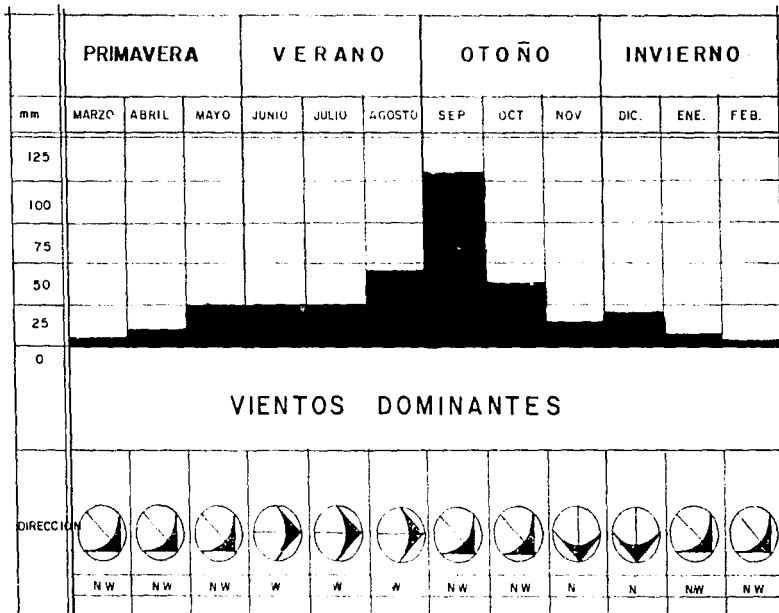 PRIMAVERA VERANO OTOÑO INVIERNO
mm MARZO ABRIL MAYO JUNIO JULIO AGOSTO SEP OCT NOV DIC. ENE. FEB.
125
100
75
50
25
0
VIENTOS DOMINANTES
DIRECCION
NW NW NW W W W NW NW N N NW NW